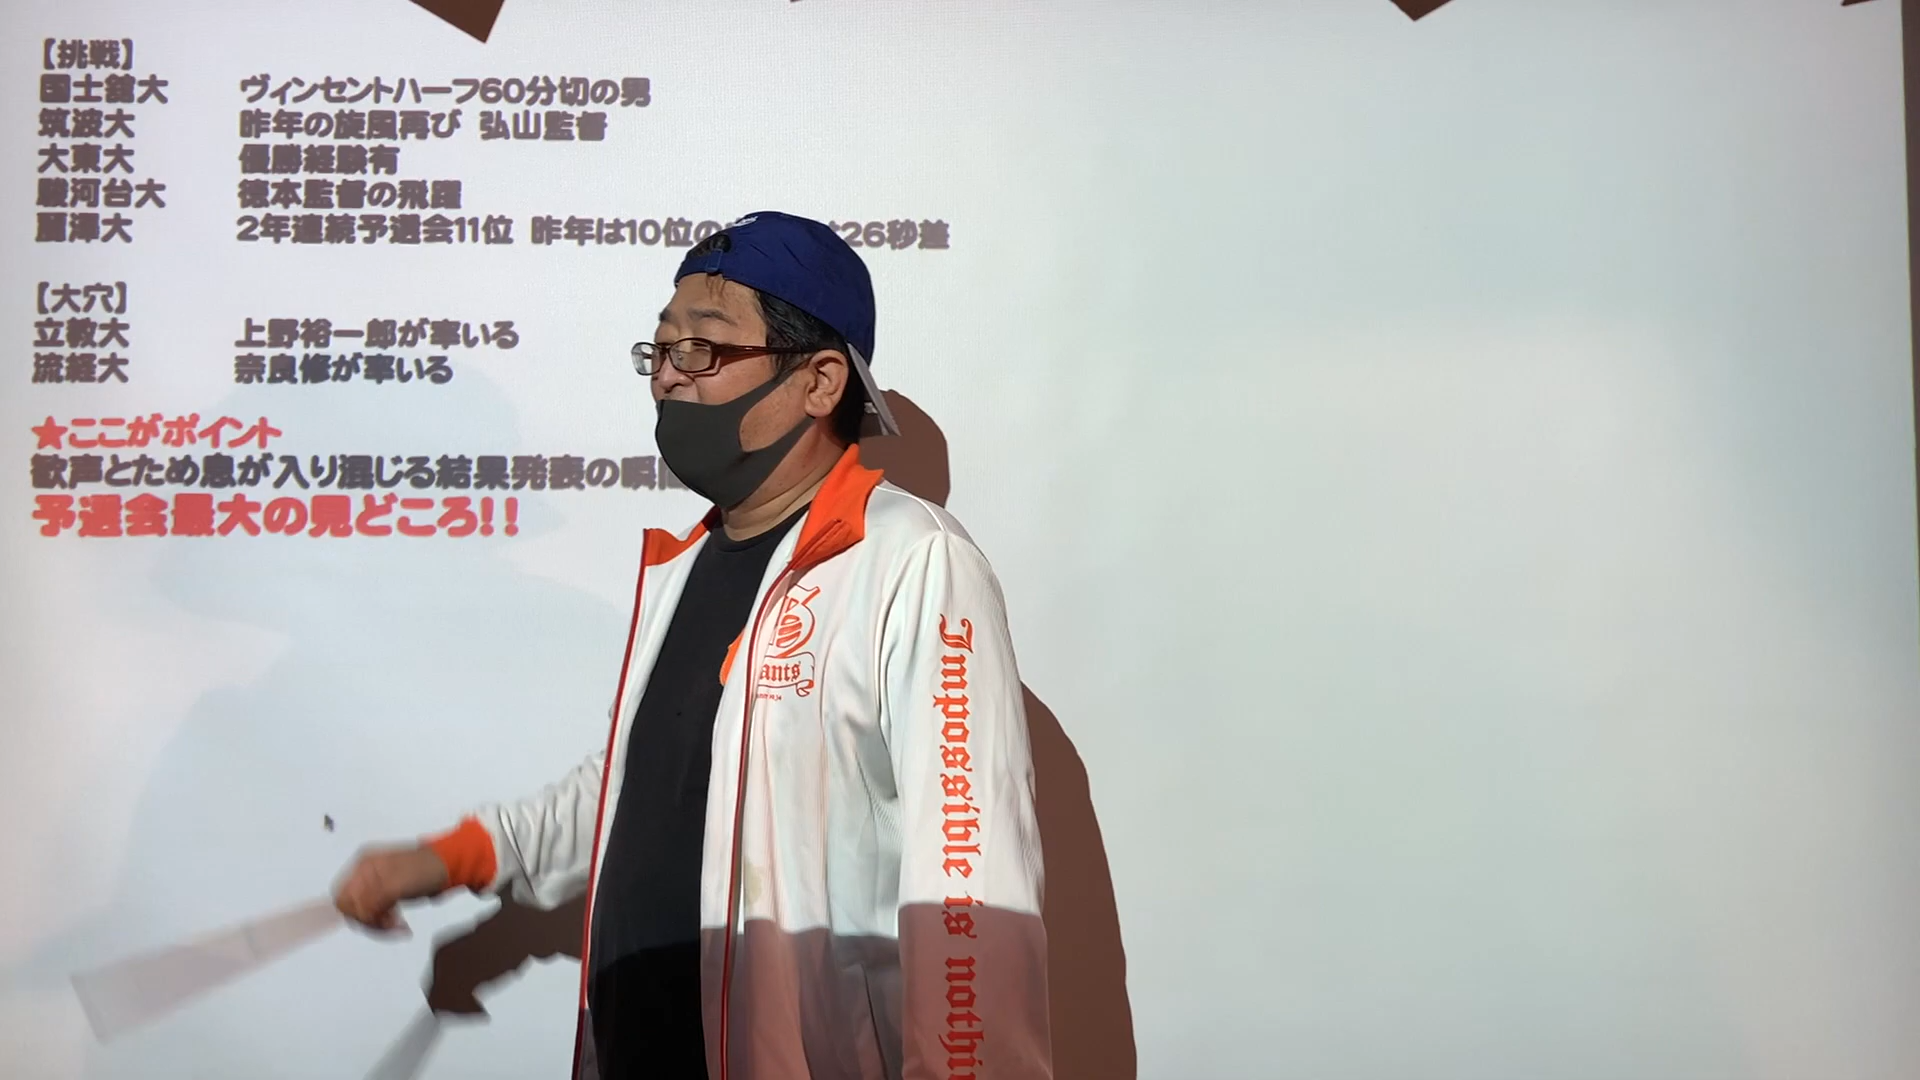 【挑戦】
国士舘大 ヴィンセントハーフ60分切の男
筑波大 昨年の旋風再び 弘山監督
大東大 優勝経験有
駿河台大 徳本監督の飛躍
麗澤大 2年連続予選会11位 昨年は10位の 26秒差
【大穴】
立教大 上野裕一郎が率いる
流経大 奈良修が率いる
★ここがポイント
歓声とため息が入り混じる結果発表の瞬間
予選会最大の見どころ!!
ants
Impossible is nothin